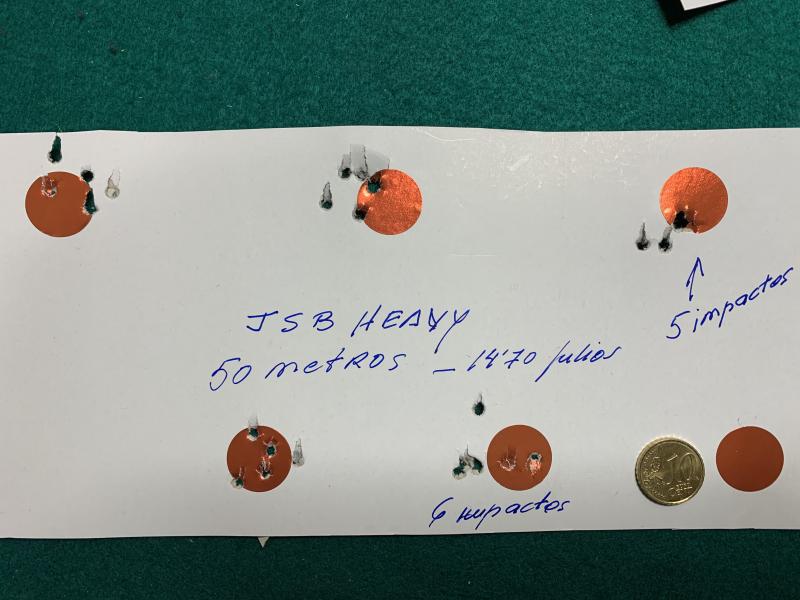 5 impactos
JSB HEAVY
50 metros - 14'70 julios
10
6 impactos